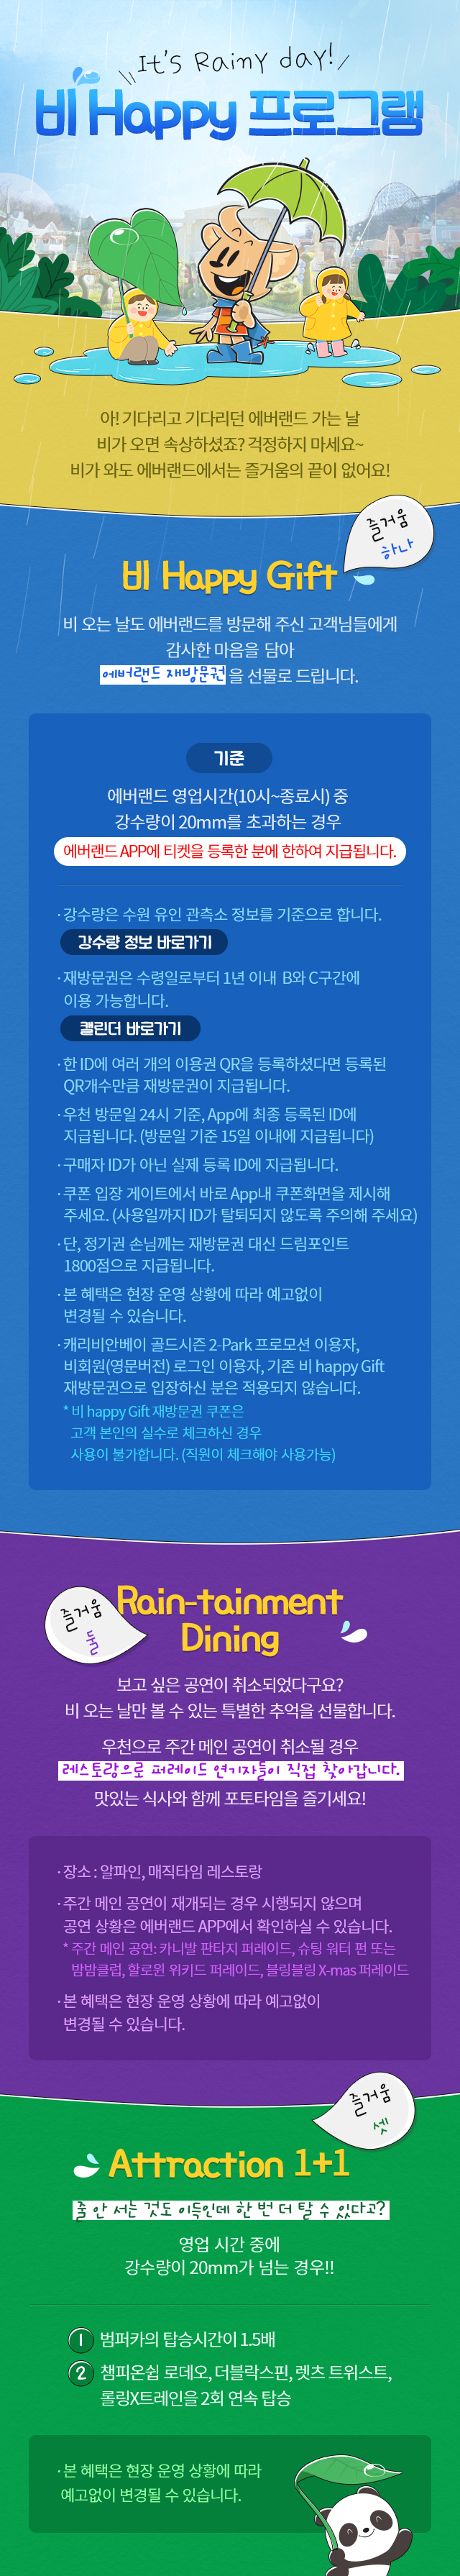 It's Rainy day!
비 Happy 프로그램
아! 기다리고 기다리던 에버랜드 가는 날
비가 오면 속상하셨죠? 걱정하지 마세요~
비가 와도 에버랜드에서는 즐거움의 끝이 없어요!
즐거움
하나
비 Happy Gift
비 오는 날도 에버랜드를 방문해 주신 고객님들에게
감사한 마음을 담아
에버랜드 재방문권을 선물로 드립니다.
기준
에버랜드 영업시간(10시~종료시) 중
강수량이 20mm를 초과하는 경우
에버랜드 APP에 티켓을 등록한 분에 한하여 지급됩니다.
· 강수량은 수원 유인 관측소 정보를 기준으로 합니다.
강수량 정보 바로가기
· 재방문권은 수령일로부터 1년 이내 B와 C구간에
이용 가능합니다.
캘린더 바로가기
· 한 ID에 여러 개의 이용권 QR을 등록하셨다면 등록된
QR개수만큼 재방문권이 지급됩니다.
· 우천 방문일 24시 기준, App에 최종 등록된 ID에
지급됩니다. (방문일 기준 15일 이내에 지급됩니다)
· 구매자 ID가 아닌 실제 등록 ID에 지급됩니다.
· 쿠폰 입장 게이트에서 바로 App내 쿠폰화면을 제시해
주세요. (사용일까지 ID가 탈퇴되지 않도록 주의해 주세요)
· 단, 정기권 손님께는 재방문권 대신 드림포인트
1800점으로 지급됩니다.
· 본 혜택은 현장 운영 상황에 따라 예고없이
변경될 수 있습니다.
· 캐리비안베이 골드시즌 2-Park 프로모션 이용자,
비회원(영문버전) 로그인 이용자, 기존 비 happy Gift
재방문권으로 입장하신 분은 적용되지 않습니다.
* 비 happy Gift 재방문권 쿠폰은
고객 본인의 실수로 체크하신 경우
사용이 불가합니다. (직원이 체크해야 사용가능)
즐거움
둘
Rain-tainment
Dining
보고 싶은 공연이 취소되었다구요?
비 오는 날만 볼 수 있는 특별한 추억을 선물합니다.
우천으로 주간 메인 공연이 취소될 경우
레스토랑으로 퍼레이드 연기자들이 직접 찾아갑니다.
맛있는 식사와 함께 포토타임을 즐기세요!
· 장소 : 알파인, 매직타임 레스토랑
· 주간 메인 공연이 재개되는 경우 시행되지 않으며
공연 상황은 에버랜드 APP에서 확인하실 수 있습니다.
* 주간 메인 공연: 카니발 판타지 퍼레이드, 슈팅 워터 펀 또는
밤밤클럽, 할로윈 위키드 퍼레이드, 블링블링 X-mas 퍼레이드
· 본 혜택은 현장 운영 상황에 따라 예고없이
변경될 수 있습니다.
즐거움
셋
Attraction 1+1
줄 안 서는 것도 이득인데 한 번 더 탈 수 있다고?
영업 시간 중에
강수량이 20mm가 넘는 경우!!
1 범퍼카의 탑승시간이 1.5배
2 챔피온쉽 로데오, 더블락스핀, 렛츠 트위스트,
롤링X트레인을 2회 연속 탑승
· 본 혜택은 현장 운영 상황에 따라
예고없이 변경될 수 있습니다.